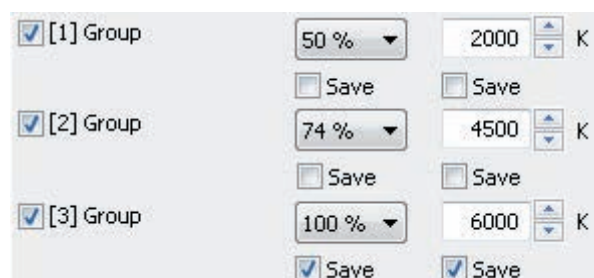 [1] Group 50 % 2000 K
Save Save
[2] Group 74 % 4500 K
Save Save
[3] Group 100 % 6000 K
Save Save